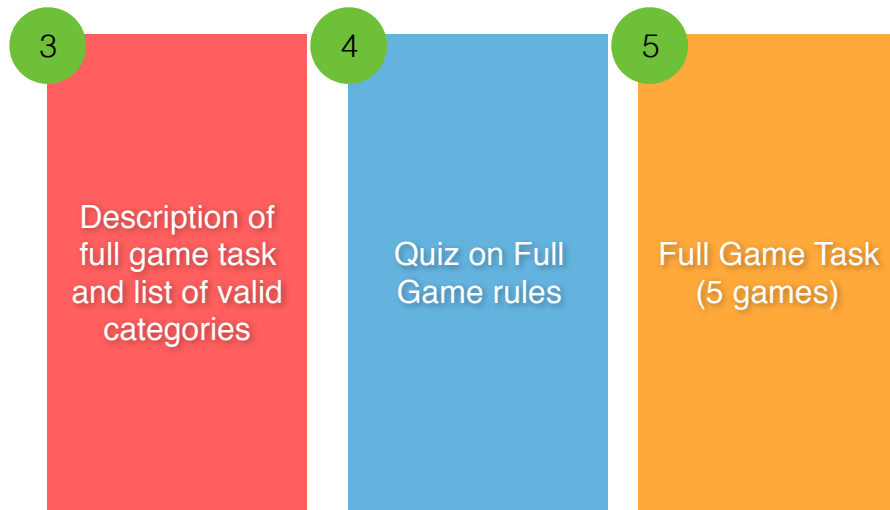 3
Description of
full game task
and list of valid
categories
4
Quiz on Full
Game rules
5
Full Game Task
(5 games)